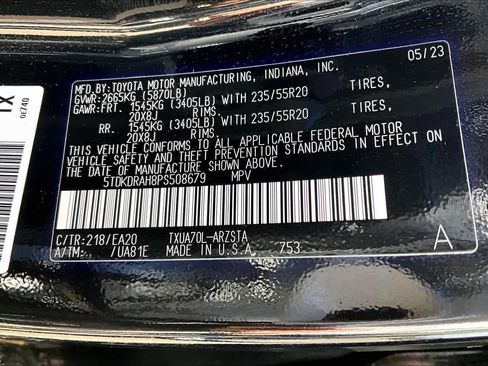 MFD. BY: TOYOTA MOTOR MANUFACTURING, INDIANA, INC. 05/23
GVWR: 2665KG (5870LB)
GAWR: FRT. 1545KG (3405LB) WITH 235/55R20 TIRES,
20X8J RIMS
RR. 1545KG (3405LB) WITH 235/55R20 TIRES,
20X8J RIMS
THIS VEHICLE CONFORMS TO ALL APPLICABLE FEDERAL MOTOR
VEHICLE SAFETY AND THEFT PREVENTION STANDARDS IN EFFECT ON
THE DATE OF MANUFACTURE SHOWN ABOVE.
5TDKDRAH8PS508679 MPV
C/TR: 218/EA20 TXUA70L-ARZSTA
A/TM: /UA81E MADE IN U.S.A. Z53 A
0E740